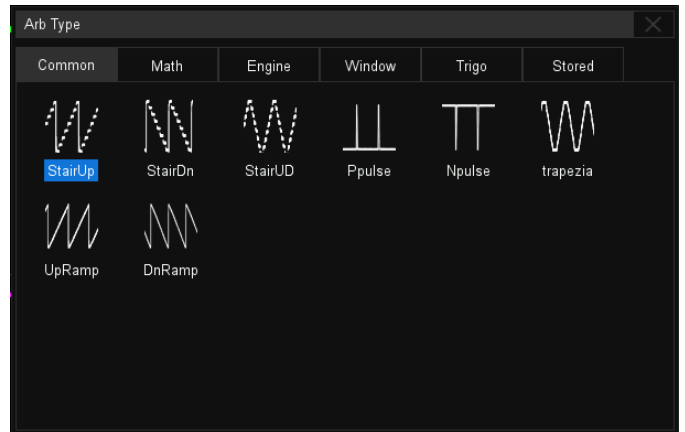 Arb Type
Common Math Engine Window Trigo Stored
StairUp StairDn StairUD Ppulse Npulse trapezia
UpRamp DnRamp